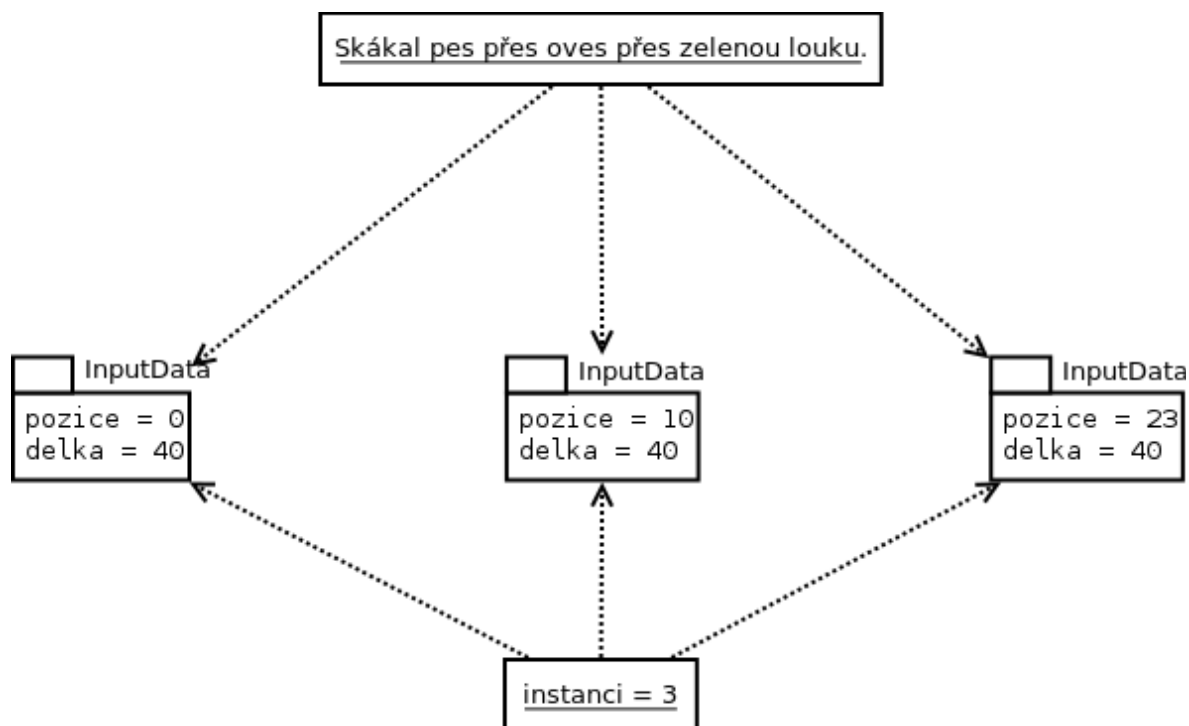 Skákal pes přes oves přes zelenou louku.
InputData
pozice = 0
delka = 40
InputData
pozice = 10
delka = 40
InputData
pozice = 23
delka = 40
instanci = 3